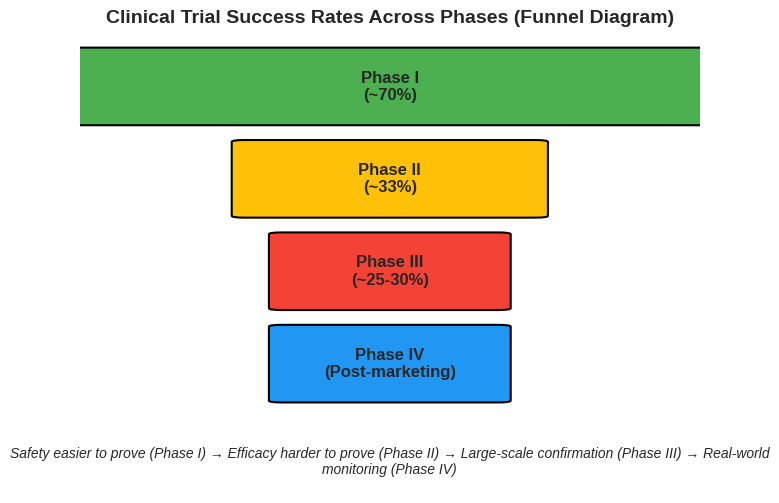 Clinical Trial Success Rates Across Phases (Funnel Diagram)
Phase I
(~70%)
Phase II
(~33%)
Phase III
(~25-30%)
Phase IV
(Post-marketing)
Safety easier to prove (Phase I) → Efficacy harder to prove (Phase II) → Large-scale confirmation (Phase III) → Real-world
monitoring (Phase IV)